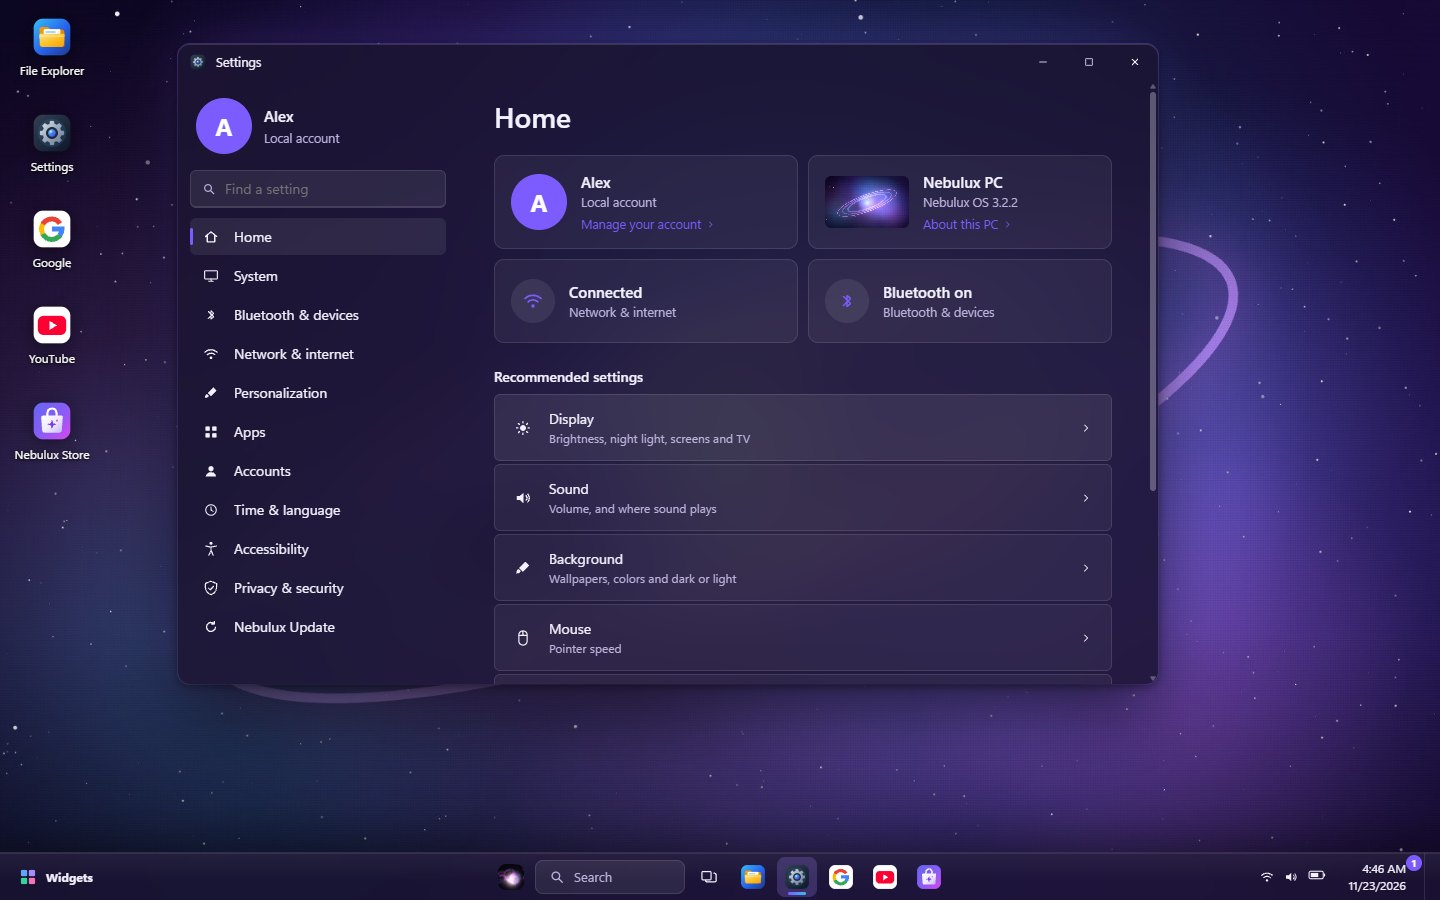 File Explorer
Settings
Google
YouTube
Nebulux Store
Settings
A
Alex
Local account
Find a setting
Home
System
Bluetooth & devices
Network & internet
Personalization
Apps
Accounts
Time & language
Accessibility
Privacy & security
Nebulux Update
Home
A
Alex
Local account
Manage your account
Nebulux PC
Nebulux OS 3.2.2
About this PC
Connected
Network & internet
Bluetooth on
Bluetooth & devices
Recommended settings
Display
Brightness, night light, screens and TV
Sound
Volume, and where sound plays
Background
Wallpapers, colors and dark or light
Mouse
Pointer speed
Widgets
Search
4:46 AM
1
11/23/2026